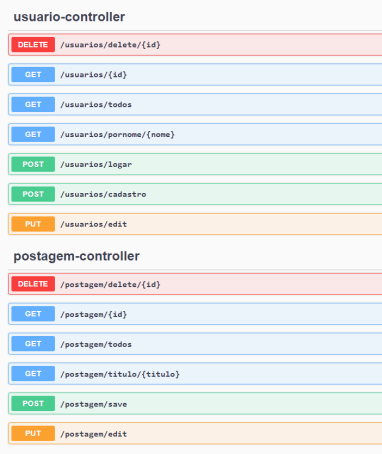 usuario-controller
DELETE /usuarios/delete/{id}
GET /usuarios/{id}
GET /usuarios/todos
GET /usuarios/pornome/{nome}
POST /usuarios/logar
POST /usuarios/cadastro
PUT /usuarios/edit
postagem-controller
DELETE /postagem/delete/{id}
GET /postagem/{id}
GET /postagem/todos
GET /postagem/titulo/{titulo}
POST /postagem/save
PUT /postagem/edit